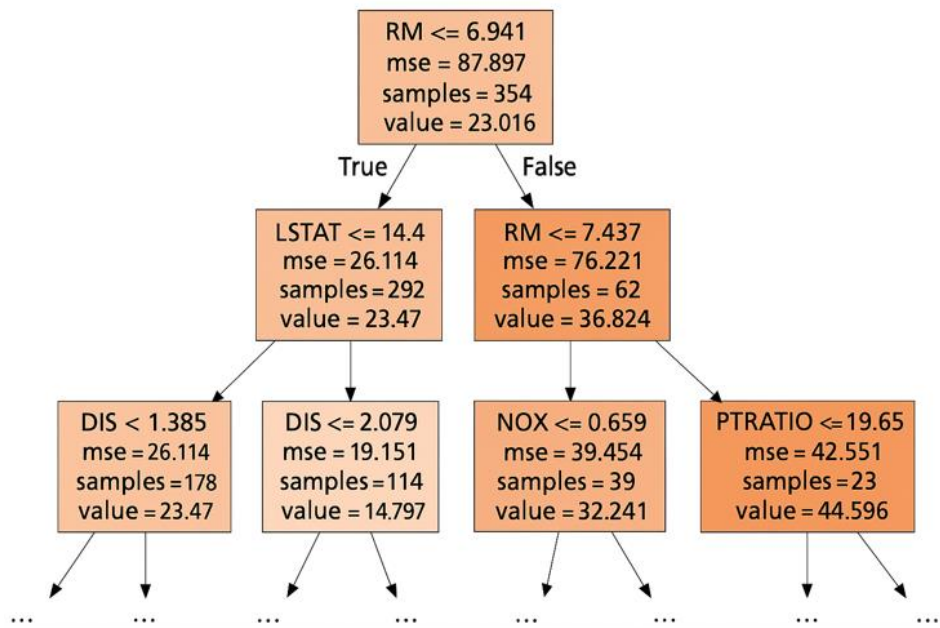 RM <= 6.941
mse = 87.897
samples = 354
value = 23.016
True
False
LSTAT <= 14.4
mse = 26.114
samples = 292
value = 23.47
RM <= 7.437
mse = 76.221
samples = 62
value = 36.824
DIS < 1.385
mse = 26.114
samples = 178
value = 23.47
DIS <= 2.079
mse = 19.151
samples = 114
value = 14.797
NOX <= 0.659
mse = 39.454
samples = 39
value = 32.241
PTRATIO <= 19.65
mse = 42.551
samples = 23
value = 44.596
... ... ... ... ... ... ... ...